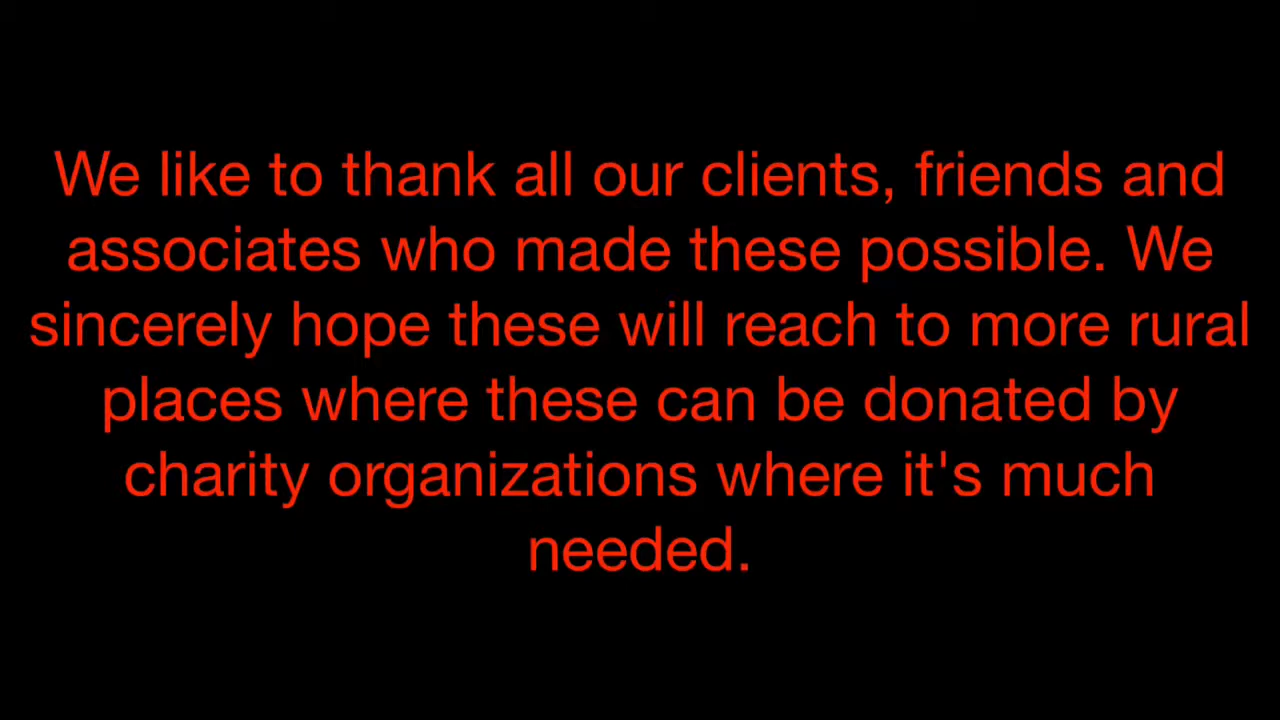 We like to thank all our clients, friends and
associates who made these possible. We
sincerely hope these will reach to more rural
places where these can be donated by
charity organizations where it's much
needed.